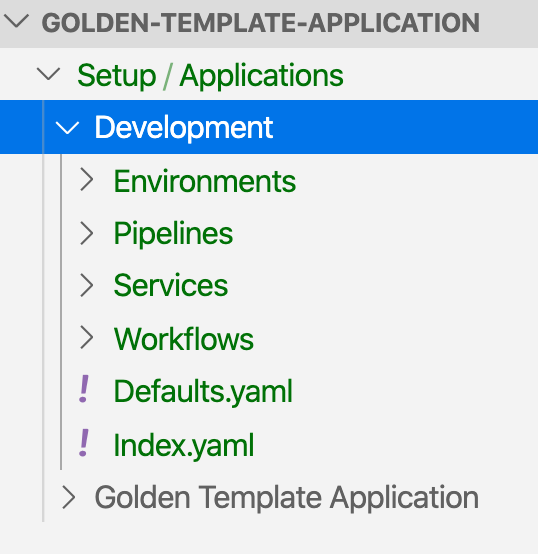 GOLDEN-TEMPLATE-APPLICATION
Setup / Applications
Development
Environments
Pipelines
Services
Workflows
! Defaults.yaml
! Index.yaml
Golden Template Application